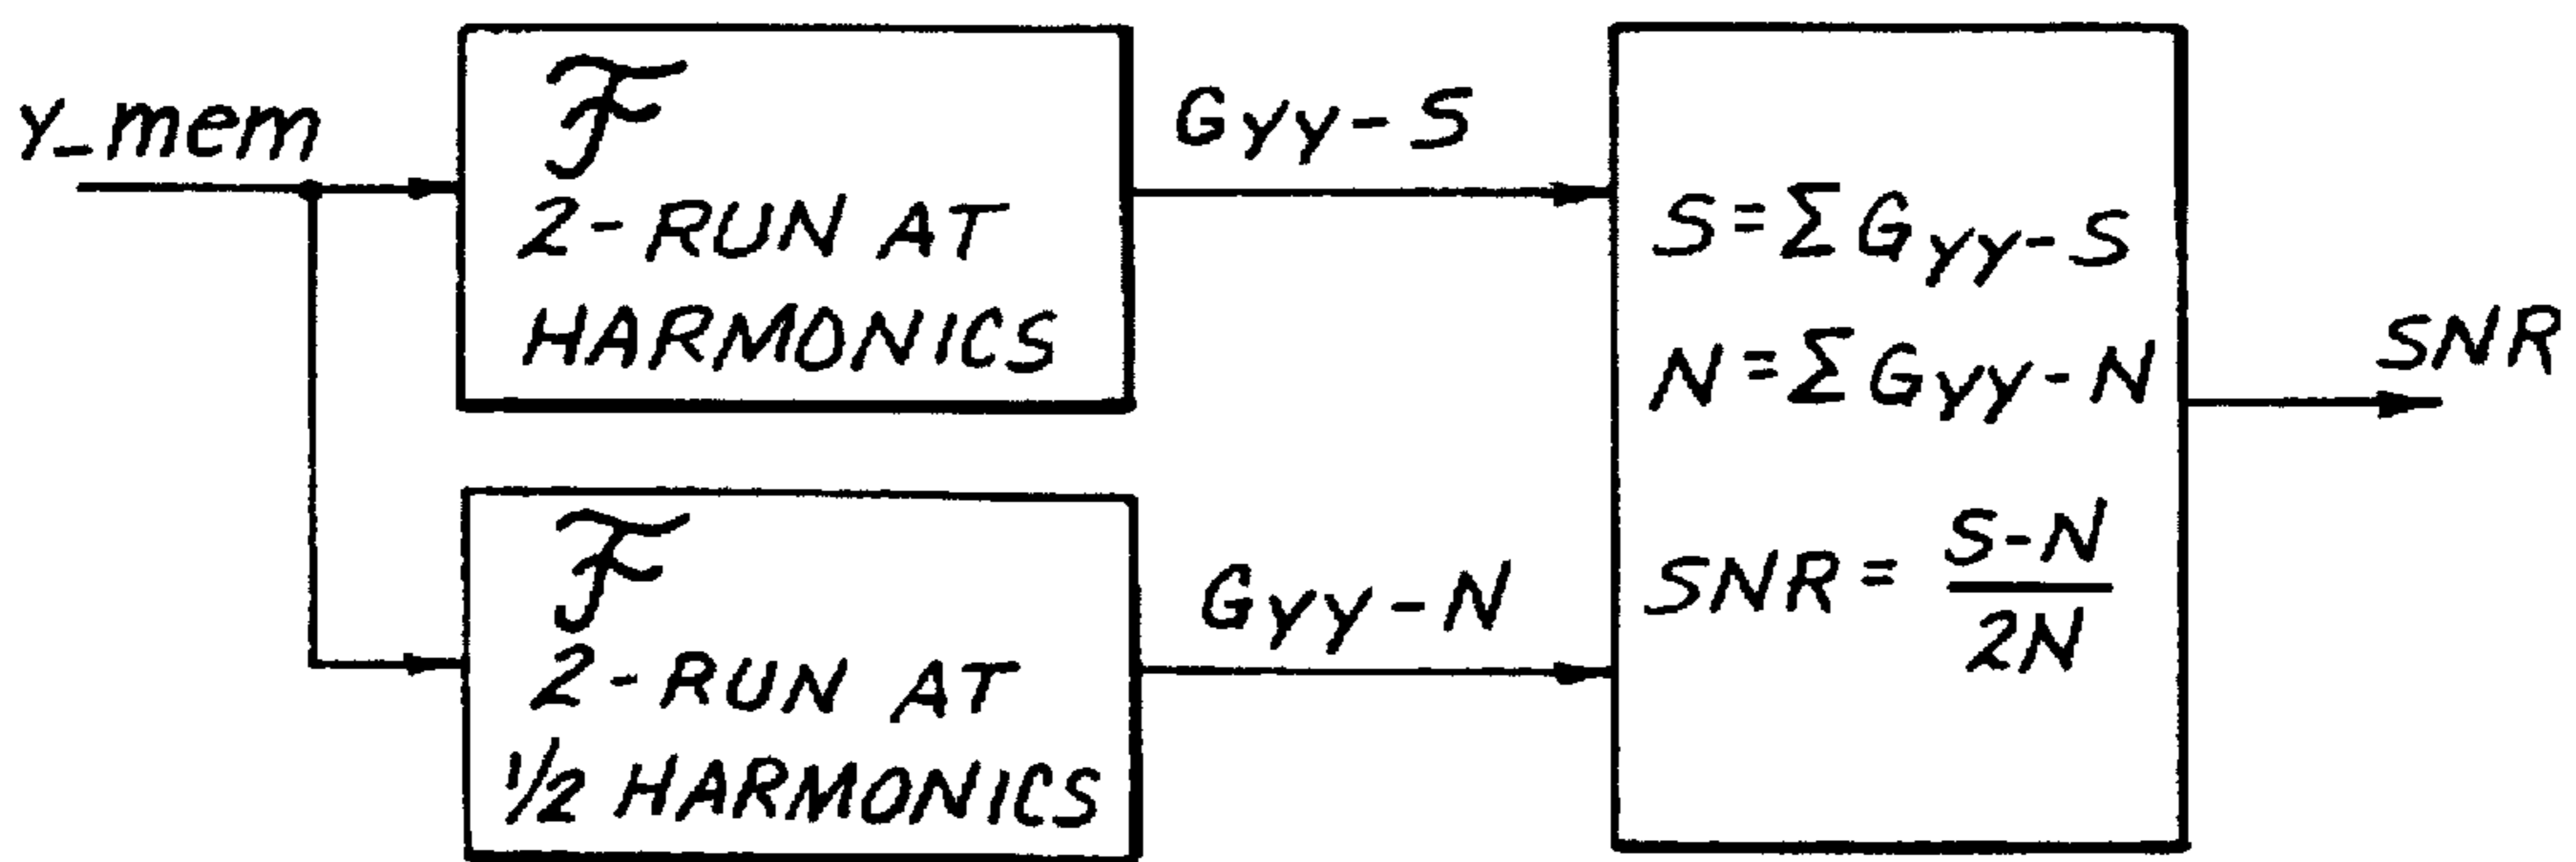 Y_mem
ℱ
2-RUN AT
HARMONICS
Gyy-S
ℱ
2-RUN AT
1/2 HARMONICS
Gyy-N
S=ΣGyy-S
N=ΣGyy-N
SNR= S-N
2N
SNR